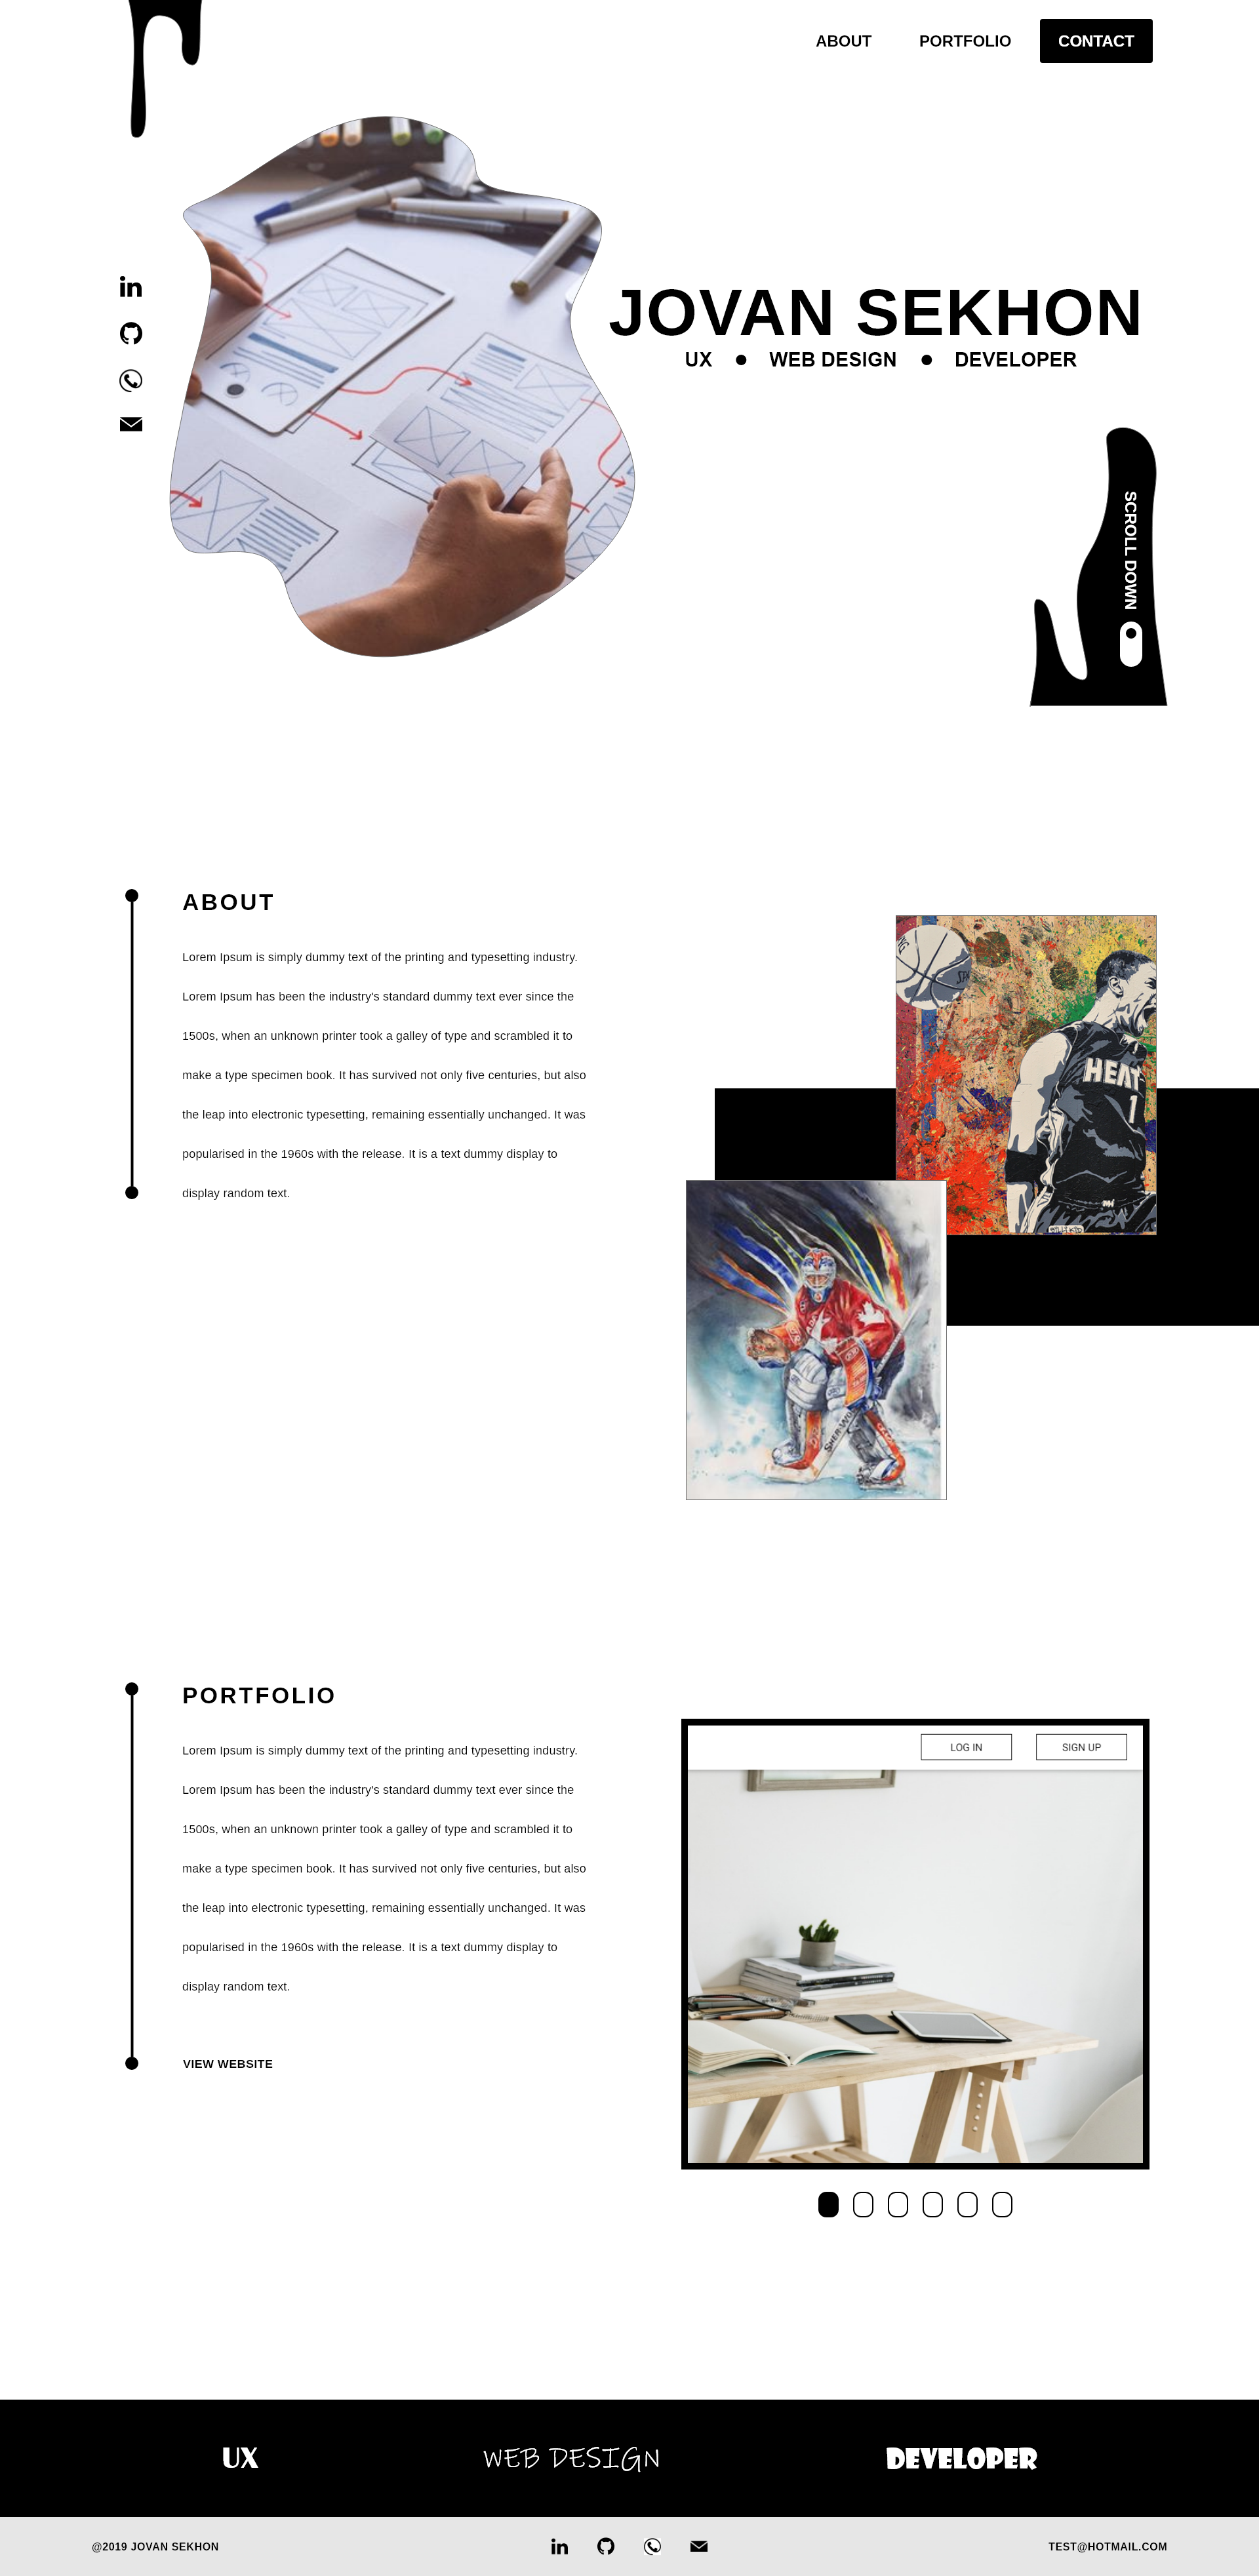 ABOUT PORTFOLIO CONTACT
JOVAN SEKHON
UX WEB DESIGN DEVELOPER
SCROLL DOWN
ABOUT
Lorem Ipsum is simply dummy text of the printing and typesetting industry.
Lorem Ipsum has been the industry's standard dummy text ever since the
1500s, when an unknown printer took a galley of type and scrambled it to
make a type specimen book. It has survived not only five centuries, but also
the leap into electronic typesetting, remaining essentially unchanged. It was
popularised in the 1960s with the release. It is a text dummy display to
display random text.
HEAT
1
PORTFOLIO
Lorem Ipsum is simply dummy text of the printing and typesetting industry.
Lorem Ipsum has been the industry's standard dummy text ever since the
1500s, when an unknown printer took a galley of type and scrambled it to
make a type specimen book. It has survived not only five centuries, but also
the leap into electronic typesetting, remaining essentially unchanged. It was
popularised in the 1960s with the release. It is a text dummy display to
display random text.
VIEW WEBSITE
LOG IN SIGN UP
UX WEB DESIGN DEVELOPER
@2019 JOVAN SEKHON in TEST@HOTMAIL.COM